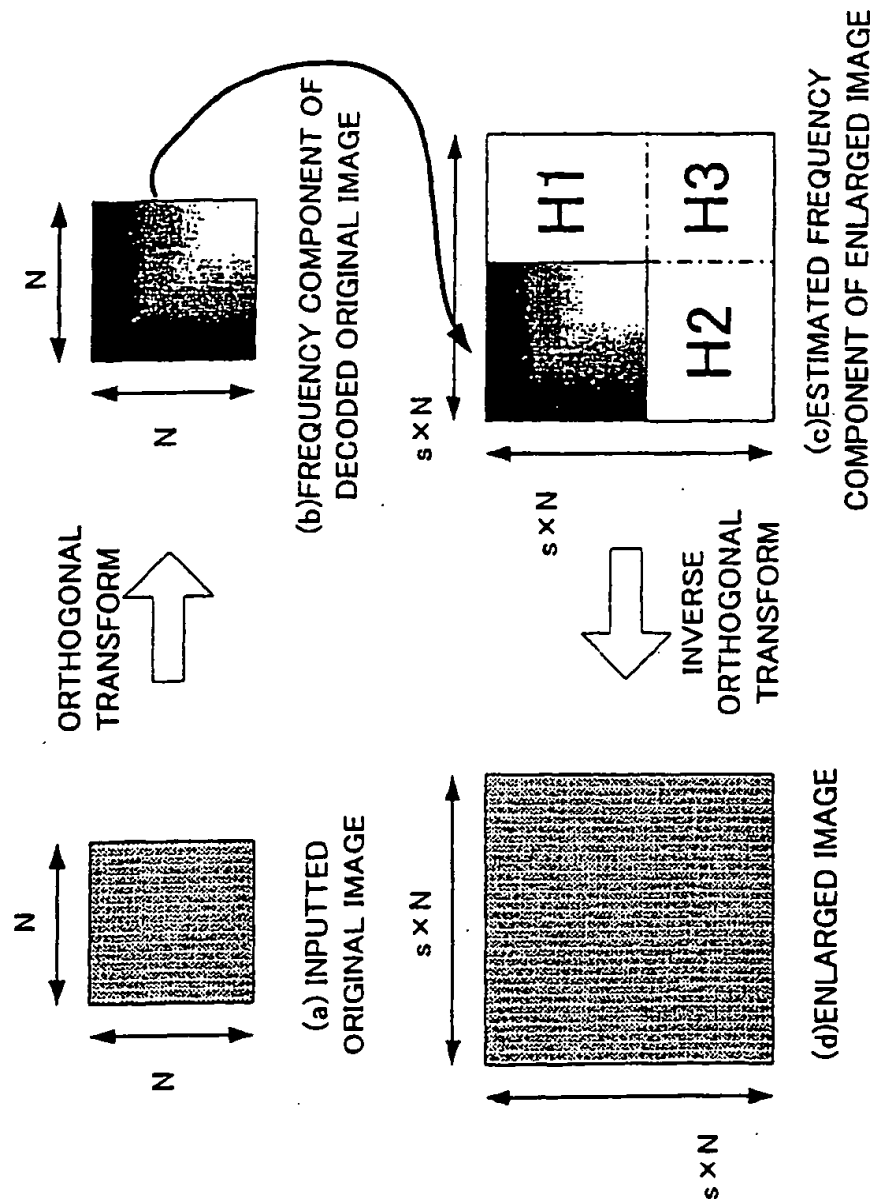 N
N
(a) INPUTTED
ORIGINAL IMAGE
ORTHOGONAL
TRANSFORM
N
N
(b)FREQUENCY COMPONENT OF
DECODED ORIGINAL IMAGE
s×N
s×N
H1
H2
H3
(c)ESTIMATED FREQUENCY
COMPONENT OF ENLARGED IMAGE
INVERSE
ORTHOGONAL
TRANSFORM
s×N
s×N
(d)ENLARGED IMAGE